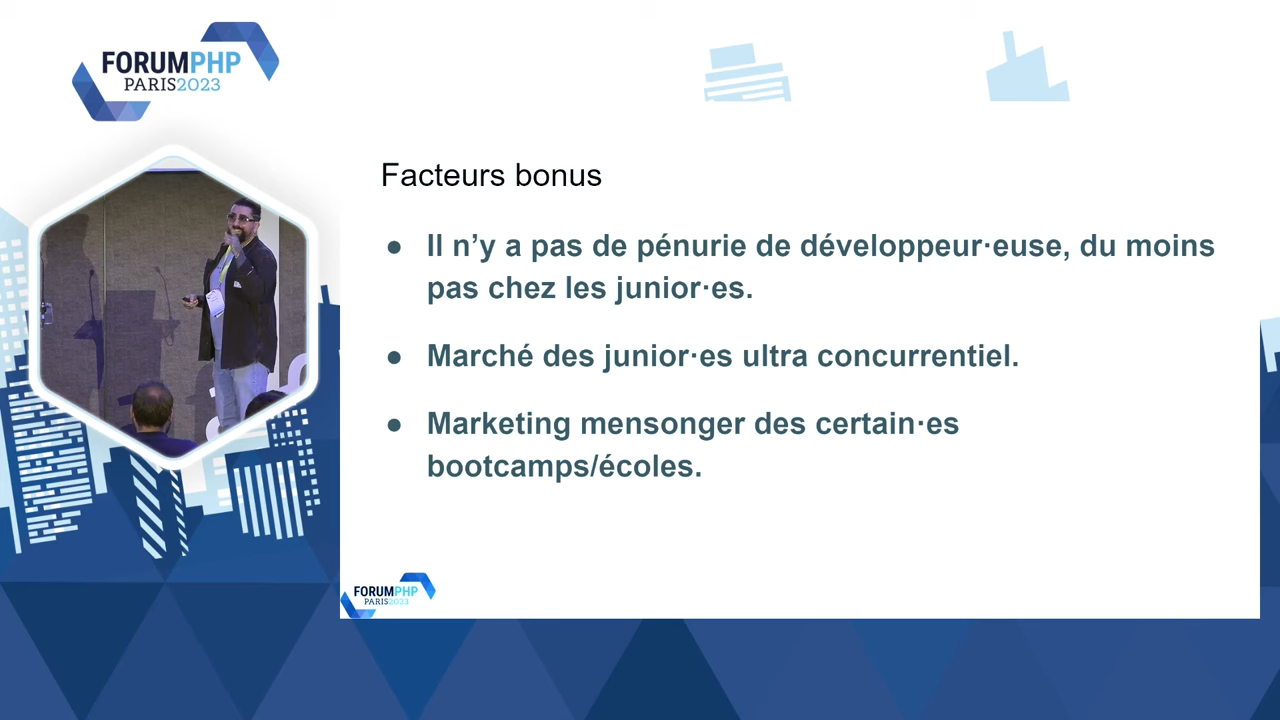 FORUMPHP
PARIS2023
Facteurs bonus
● Il n’y a pas de pénurie de développeur·euse, du moins
pas chez les junior·es.
● Marché des junior·es ultra concurrentiel.
● Marketing mensonger des certain·es
bootcamps/écoles.
FORUMPHP
PARIS2023